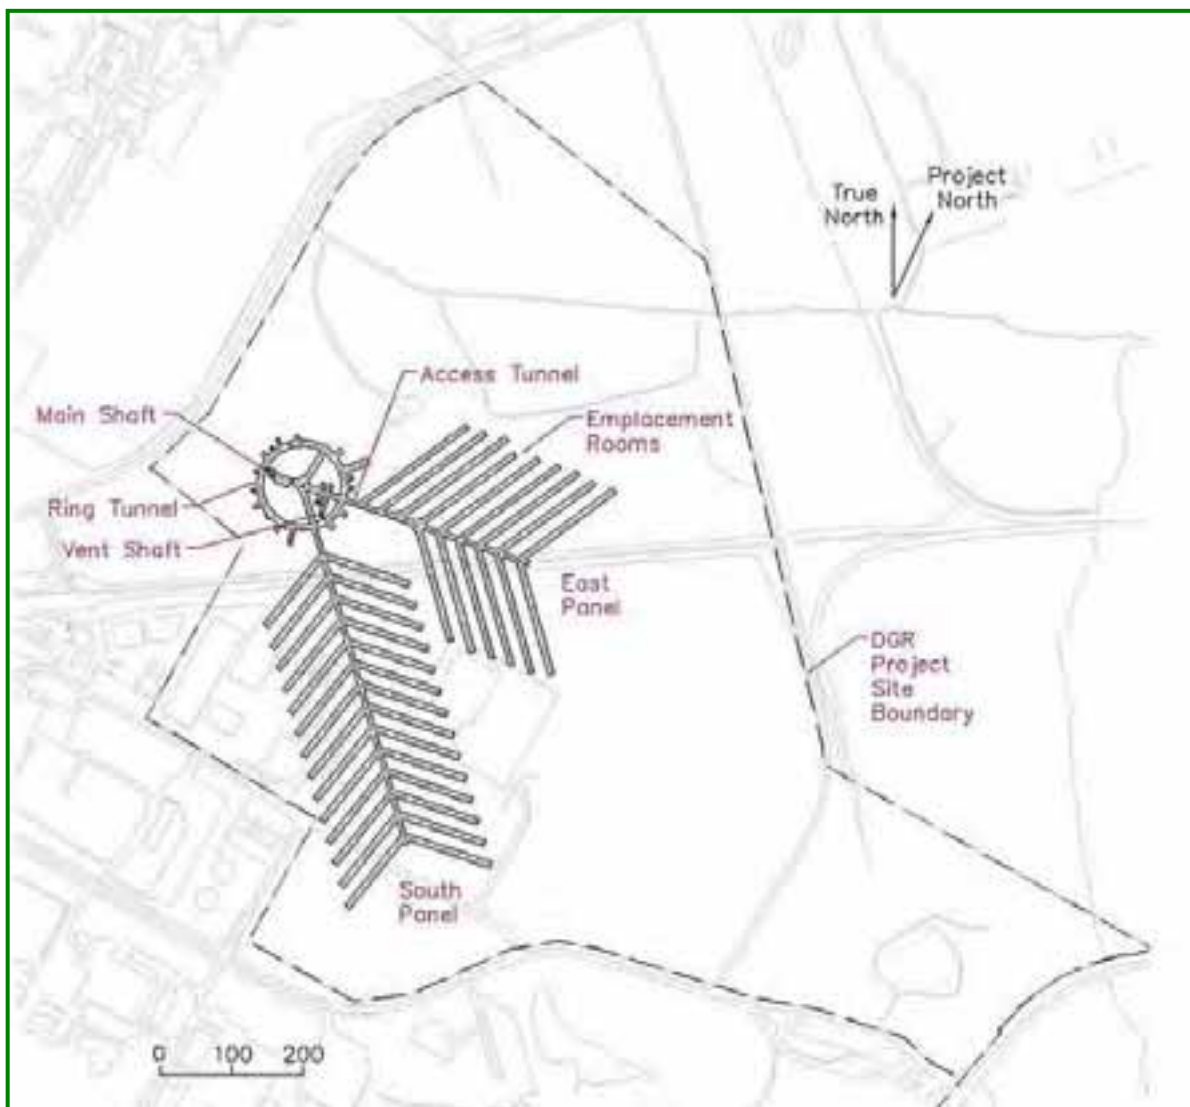 True
North
Project
North
Access Tunnel
Main Shaft
Emplacement
Rooms
Ring Tunnel
Vent Shaft
East
Panel
DGR
Project
Site
Boundary
South
Panel
0 100 200